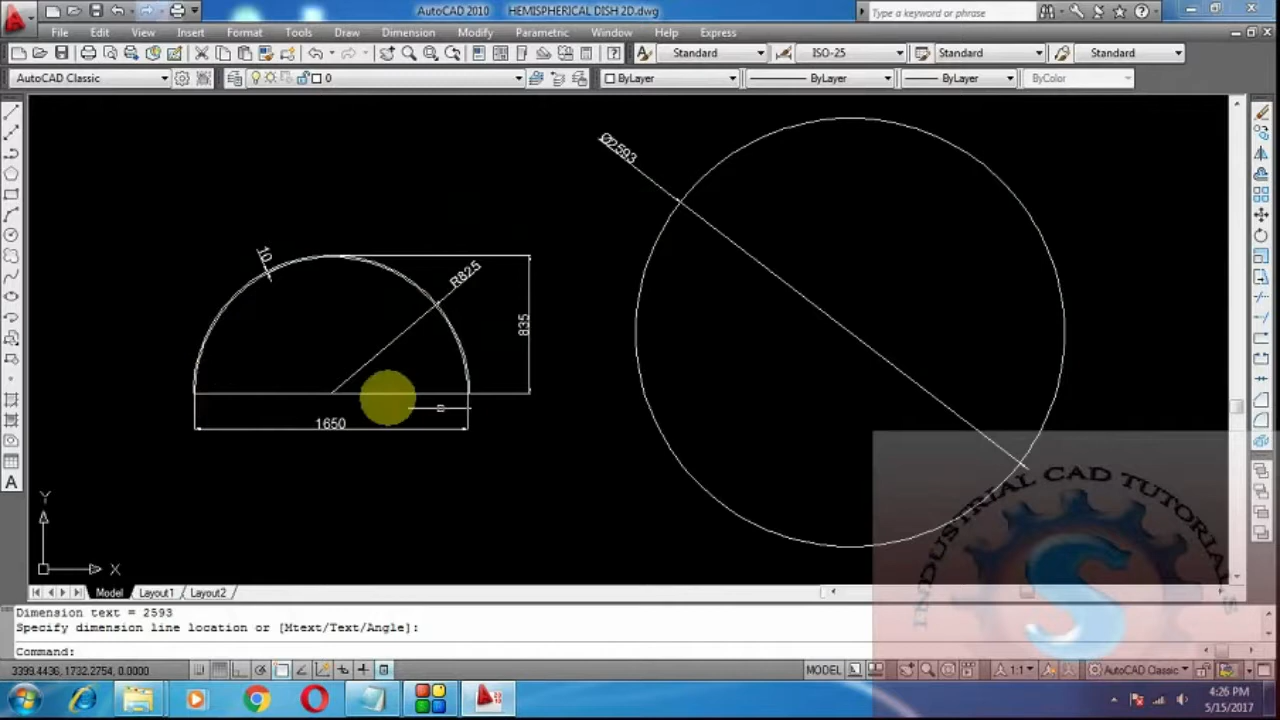 AutoCAD 2010 HEMISPHERICAL DISH 2D.dwg
Type a keyword or phrase
File Edit View Insert Format Tools Draw Dimension Modify Parametric Window Help Express
Standard ISO-25 Standard Standard
AutoCAD Classic 0 ByLayer ByLayer ByLayer ByColor
Ø2593
10
R825
835
1650
Y
X
INDUSTRIAL CAD TUTORIALS
S
A
Model Layout1 Layout2
Dimension text = 2593
Specify dimension line location or [Mtext/Text/Angle]:
Command:
3399.4436, 1732.2754, 0.0000 MODEL 1:1 AutoCAD Classic
4:26 PM
5/15/2017